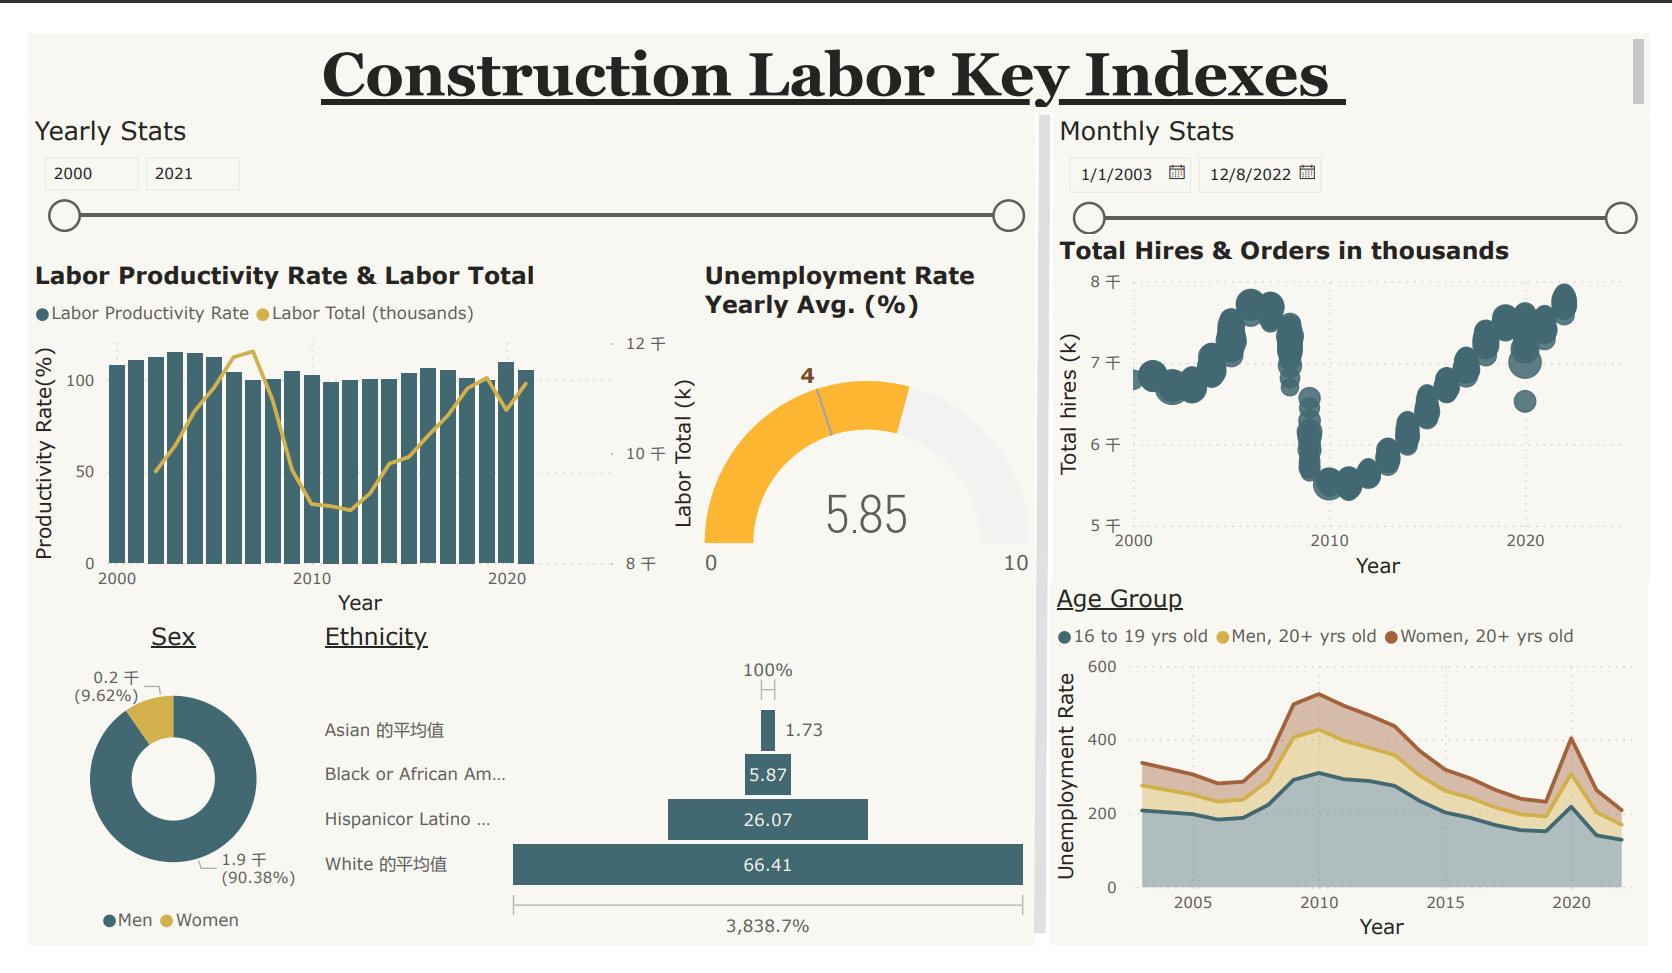 Construction Labor Key Indexes
Yearly Stats
2000
2021
Labor Productivity Rate & Labor Total
Labor Productivity Rate
Labor Total (thousands)
Productivity Rate(%)
100
50
0
12 千
10 千
8 千
Labor Total (k)
2000
2010
2020
Year
Unemployment Rate
Yearly Avg. (%)
4
5.85
0
10
Sex
0.2 千
(9.62%)
1.9 千
(90.38%)
Men
Women
Ethnicity
100%
Asian 的平均值
1.73
Black or African Am...
5.87
Hispanicor Latino ...
26.07
White 的平均值
66.41
3,838.7%
Monthly Stats
1/1/2003
12/8/2022
Total Hires & Orders in thousands
Total hires (k)
8 千
7 千
6 千
5 千
2000
2010
2020
Year
Age Group
16 to 19 yrs old
Men, 20+ yrs old
Women, 20+ yrs old
Unemployment Rate
600
400
200
0
2005
2010
2015
2020
Year